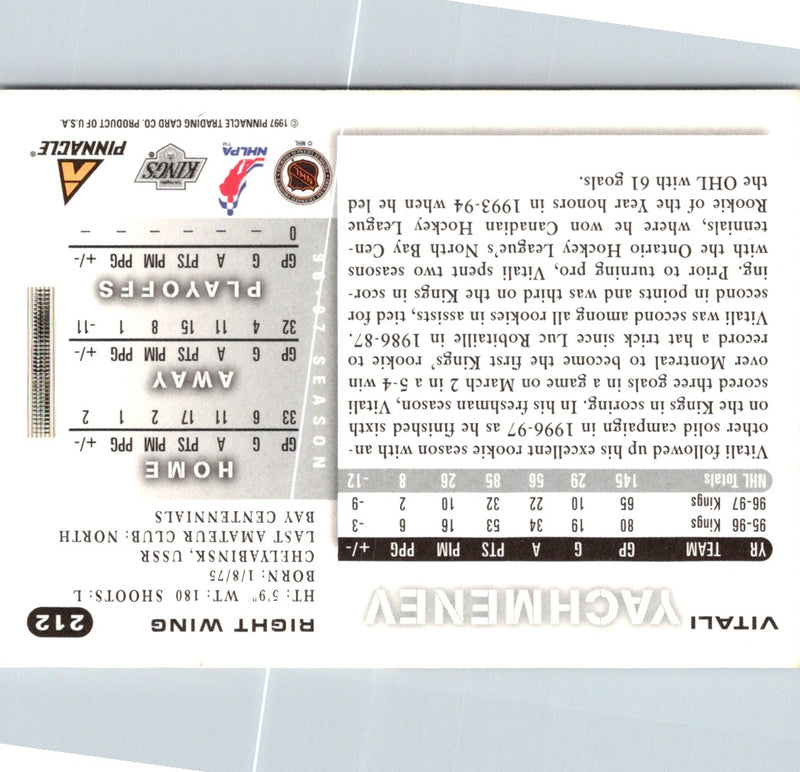 VITALI YACHMENEV
RIGHT WING 212
HT: 5'9" WT: 180 SHOOTS: L
BORN: 1/8/75
CHELYABINSK, USSR
LAST AMATEUR CLUB: NORTH
BAY CENTENNIALS
YR TEAM GP G A PTS PIM PPG +/-
95-96 Kings 80 19 34 53 16 6 -3
96-97 Kings 65 10 22 32 10 2 -9
NHL Totals 145 29 56 85 26 8 -12
Vitali followed up his excellent rookie season with an-
other solid campaign in 1996-97 as he finished sixth
on the Kings in scoring. In his freshman season, Vitali
scored three goals in a game on March 2 in a 5-4 win
over Montreal to become the first Kings' rookie to
record a hat trick since Luc Robitaille in 1986-87.
Vitali was second among all rookies in assists, tied for
second in points and was third on the Kings in scor-
ing. Prior to turning pro, Vitali spent two seasons
with the Ontario Hockey League's North Bay Cen-
tennials, where he won Canadian Hockey League
Rookie of the Year honors in 1993-94 when he led
the OHL with 61 goals.
96-97 SEASON
HOME
GP G A PTS PIM PPG +/-
33 6 11 17 2 1 2
AWAY
GP G A PTS PIM PPG +/-
32 4 11 15 8 1 -11
PLAYOFFS
GP G A PTS PIM PPG +/-
0 – – – – – –
NHL
© NHL
NHLPA™
KINGS®
PINNACLE®
© 1997 PINNACLE TRADING CARD CO. PRODUCT OF U.S.A.